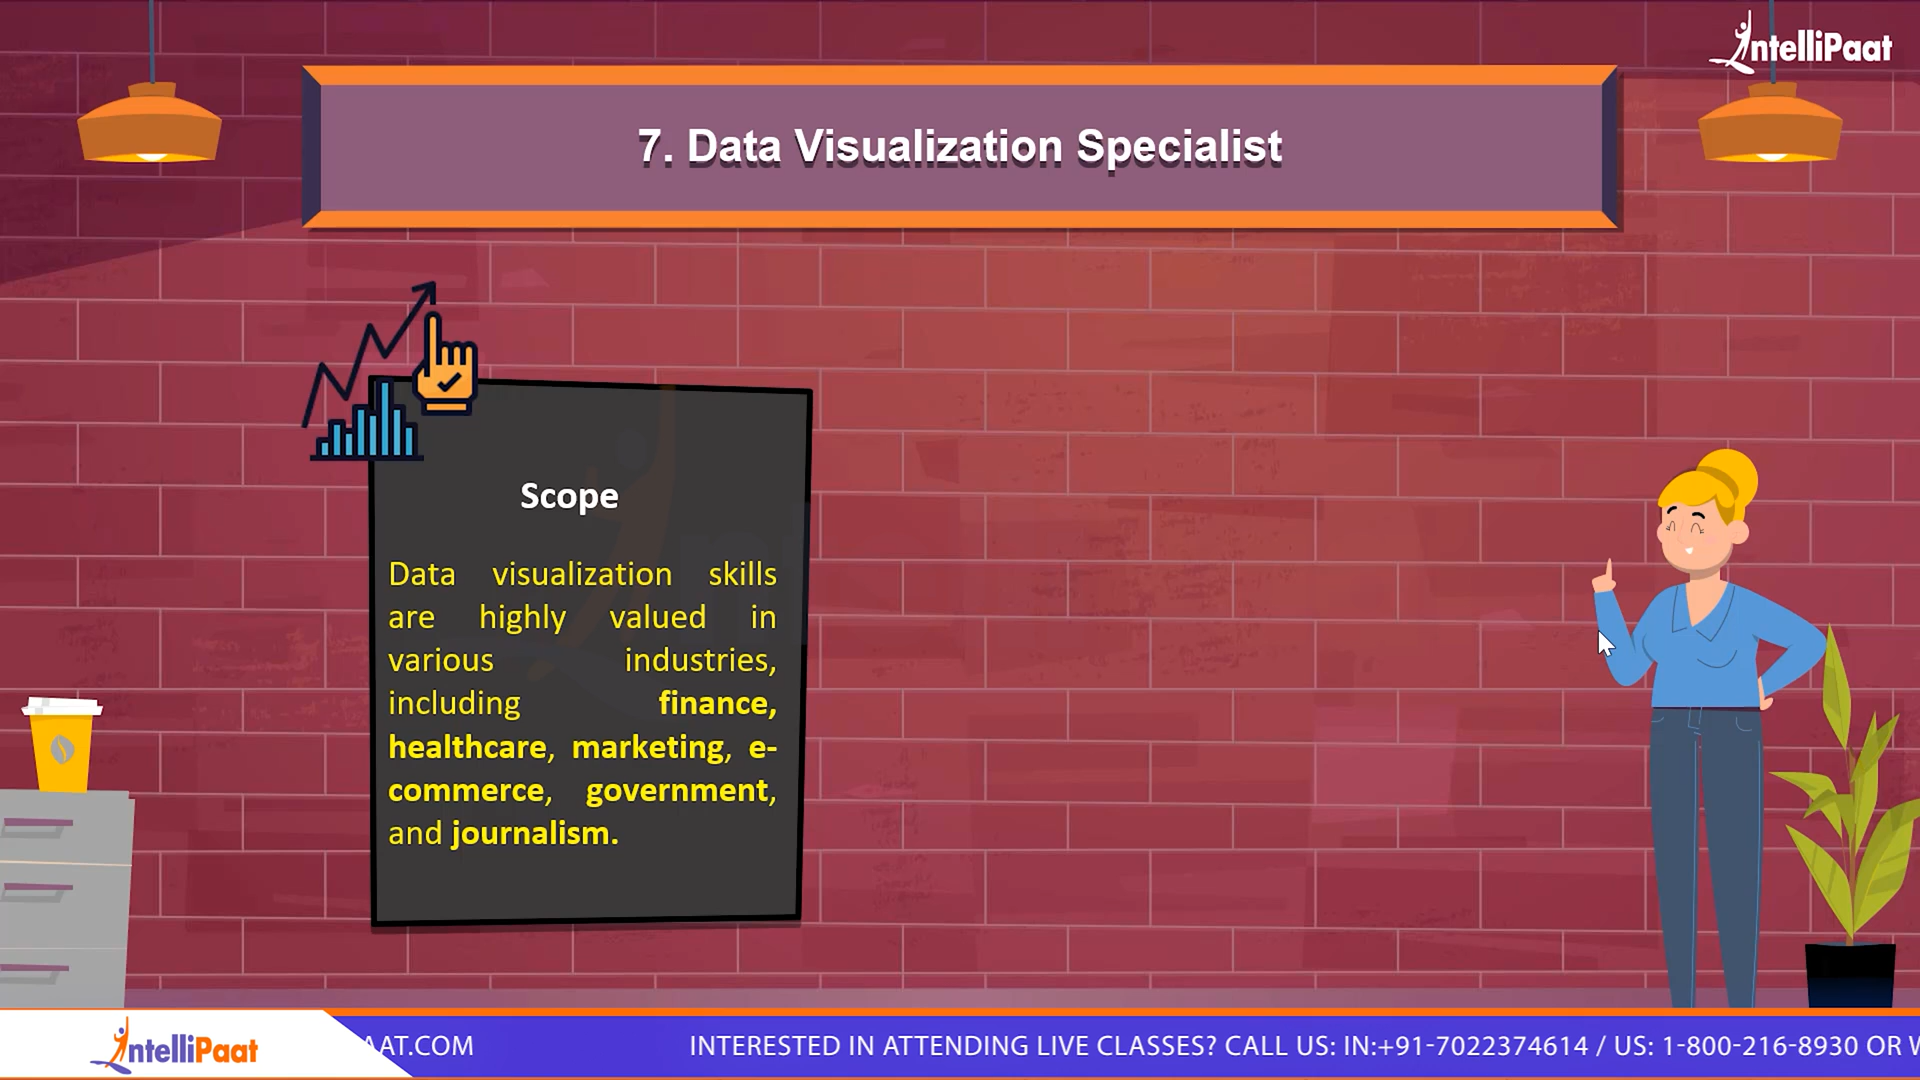 IntelliPaat
7. Data Visualization Specialist
Scope
Data visualization skills
are highly valued in
various industries,
including finance,
healthcare, marketing, e-
commerce, government,
and journalism.
IntelliPaat
AAT.COM
INTERESTED IN ATTENDING LIVE CLASSES? CALL US: IN:+91-7022374614 / US: 1-800-216-8930 OR